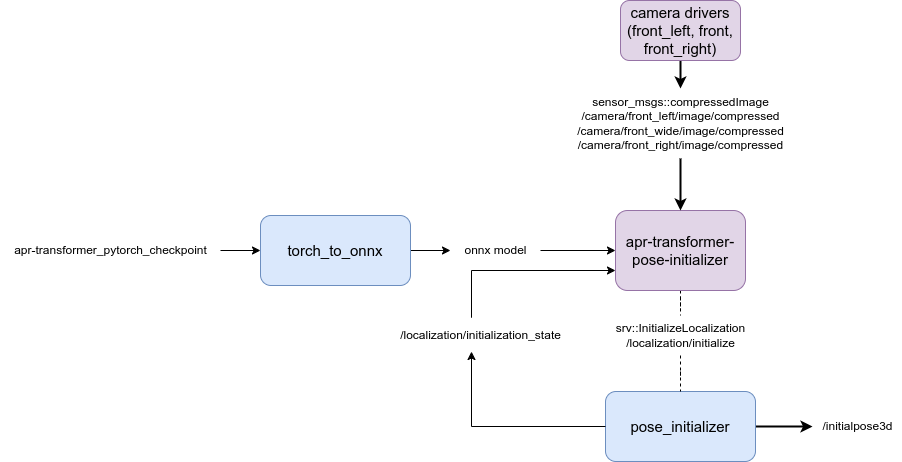 camera drivers
(front_left, front,
front_right)
sensor_msgs::compressedImage
/camera/front_left/image/compressed
/camera/front_wide/image/compressed
/camera/front_right/image/compressed
apr-transformer_pytorch_checkpoint
torch_to_onnx
onnx model
apr-transformer-
pose-initializer
/localization/initialization_state
srv::InitializeLocalization
/localization/initialize
pose_initializer
/initialpose3d